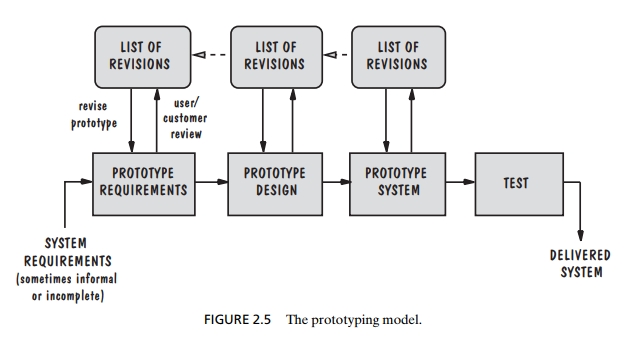 LIST OF
REVISIONS
LIST OF
REVISIONS
LIST OF
REVISIONS
revise
prototype
user/
customer
review
PROTOTYPE
REQUIREMENTS
PROTOTYPE
DESIGN
PROTOTYPE
SYSTEM
TEST
SYSTEM
REQUIREMENTS
(sometimes informal
or incomplete)
DELIVERED
SYSTEM
FIGURE 2.5 The prototyping model.